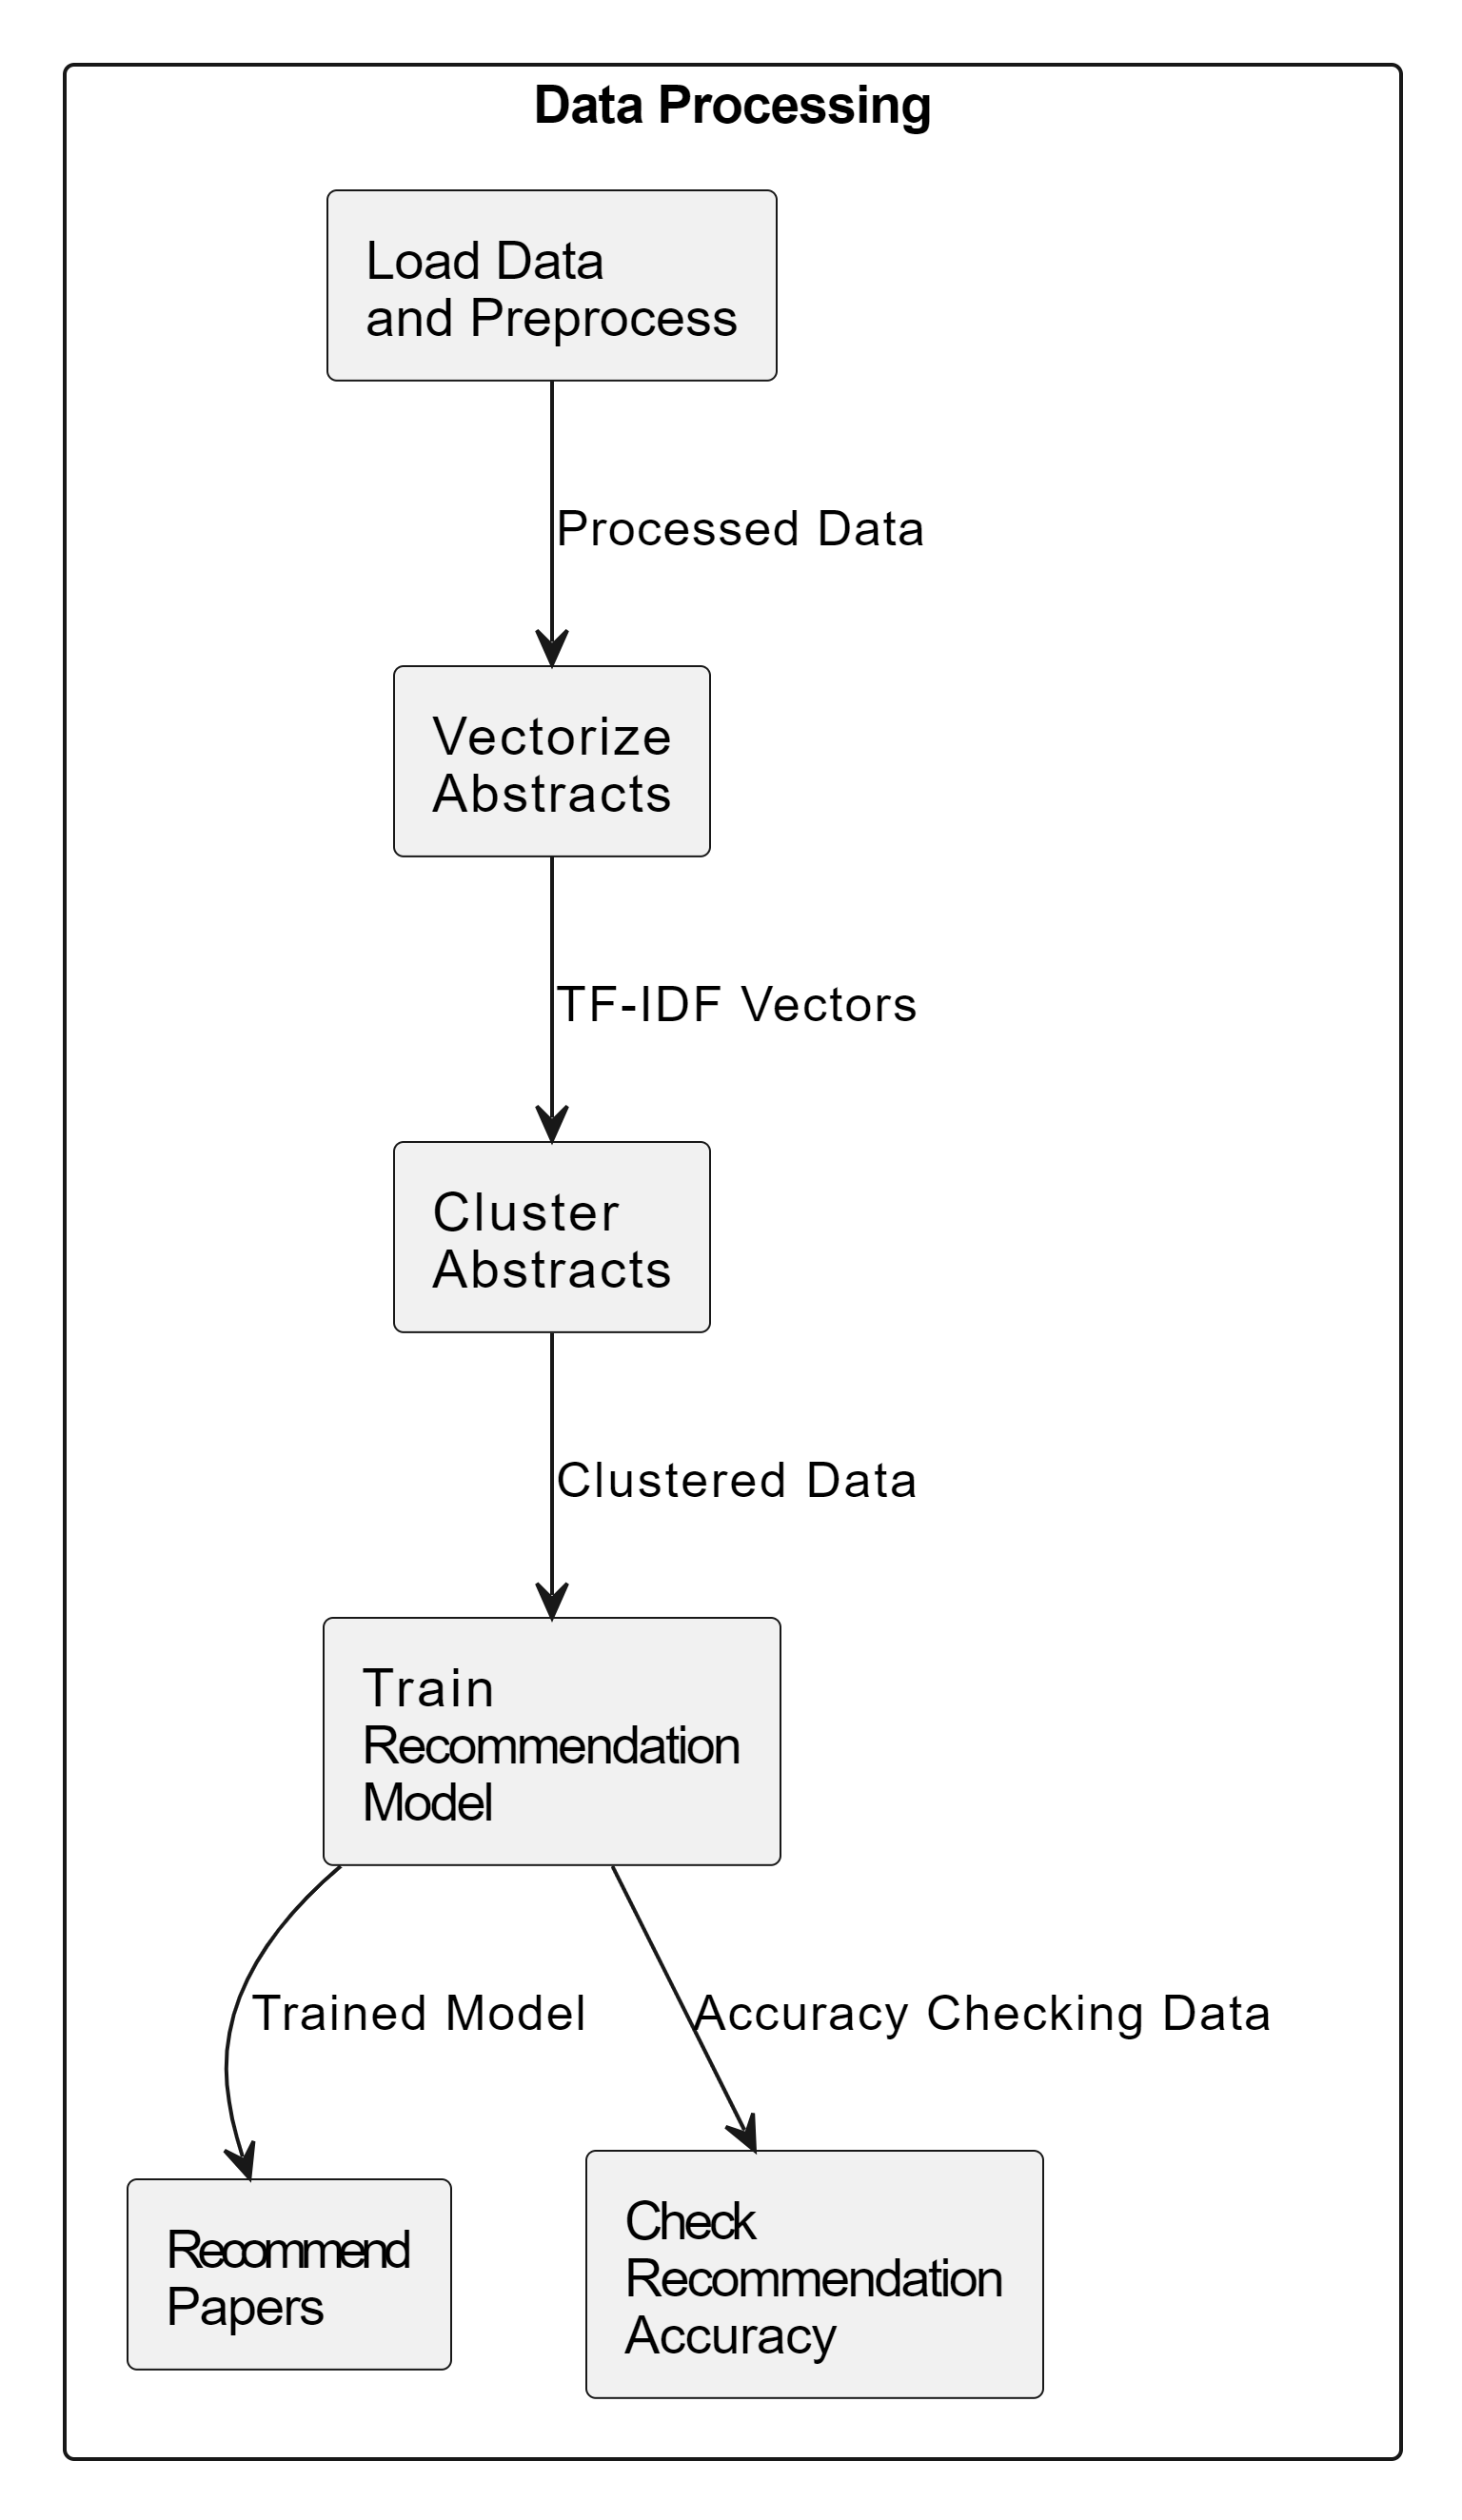 Data Processing
Load Data
and Preprocess
Processed Data
Vectorize
Abstracts
TF-IDF Vectors
Cluster
Abstracts
Clustered Data
Train
Recommendation
Model
Trained Model
Accuracy Checking Data
Recommend
Papers
Check
Recommendation
Accuracy